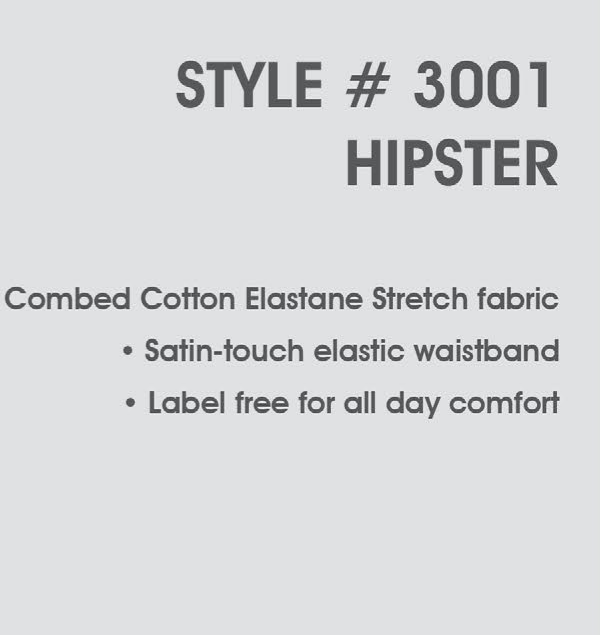 STYLE # 3001
HIPSTER
Combed Cotton Elastane Stretch fabric
• Satin-touch elastic waistband
• Label free for all day comfort